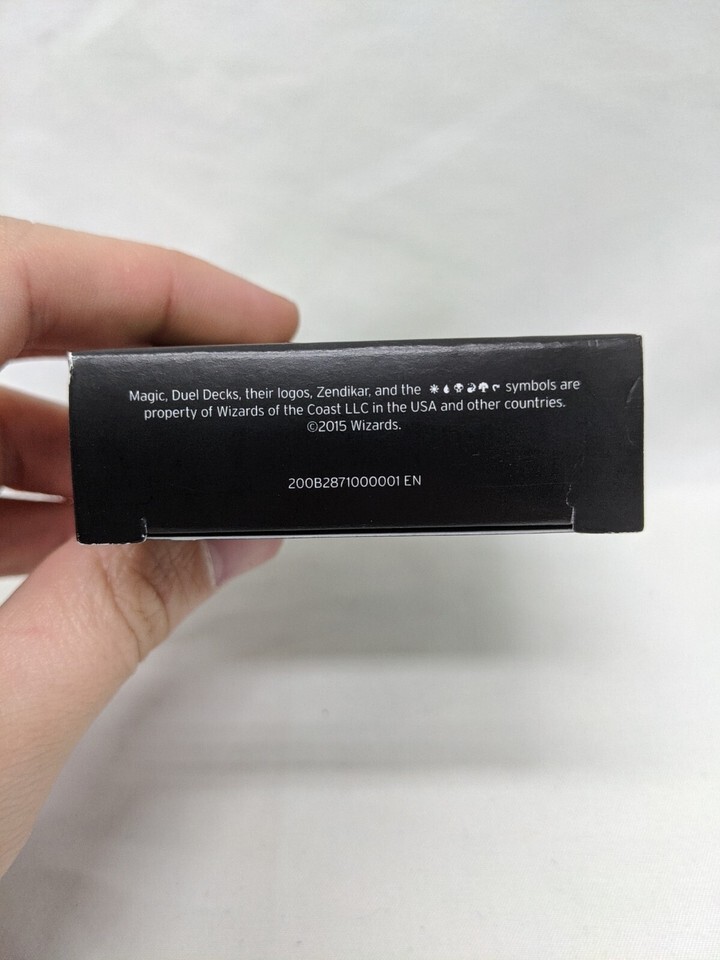 Magic, Duel Decks, their logos, Zendikar, and the symbols are
property of Wizards of the Coast LLC in the USA and other countries.
©2015 Wizards.
200B2871000001 EN